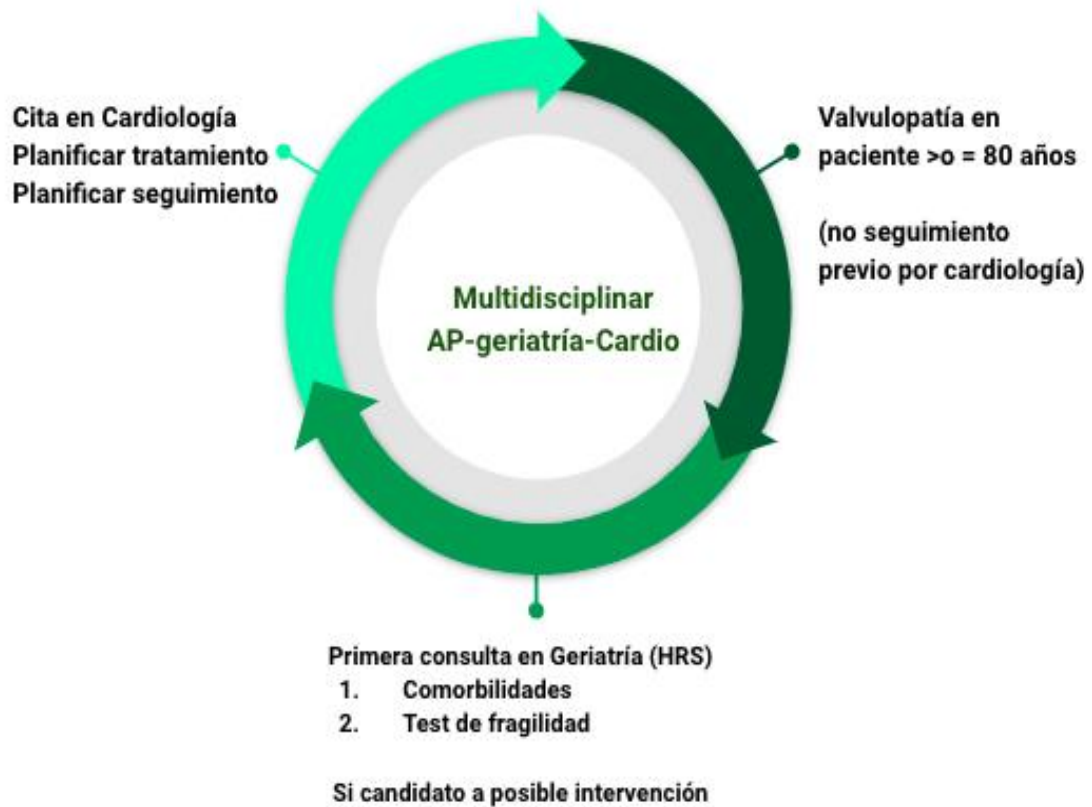 Cita en Cardiología
Planificar tratamiento
Planificar seguimiento
Valvulopatía en
paciente >o = 80 años
(no seguimiento
previo por cardiología)
Multidisciplinar
AP-geriatría-Cardio
Primera consulta en Geriatría (HRS)
1. Comorbilidades
2. Test de fragilidad
Si candidato a posible intervención